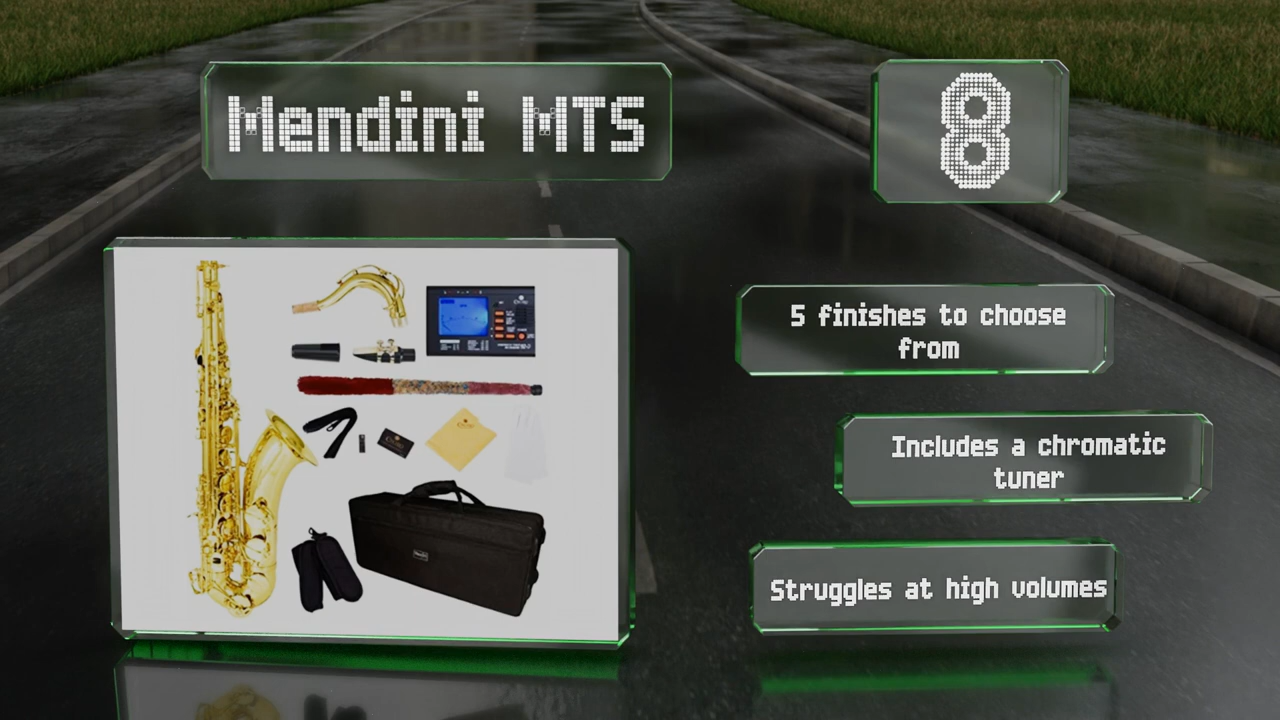 Mendini MTS
8
5 finishes to choose
from
Includes a chromatic
tuner
Struggles at high volumes